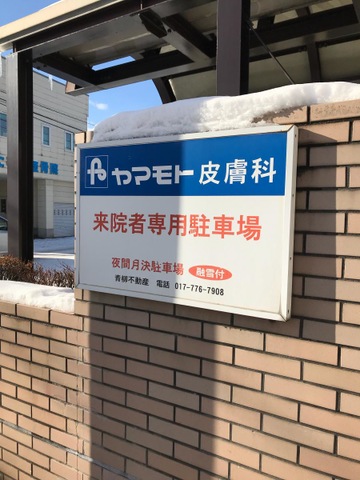 ヤマモト皮膚科
来院者専用駐車場
夜間月決駐車場 融雪付
青柳不動産 電話 017-776-7908